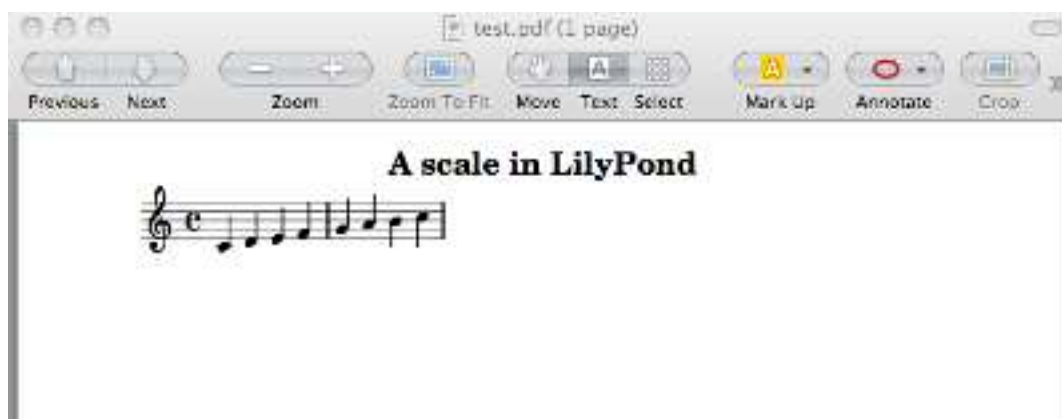 test.pdf (1 page)
Previous Next Zoom Zoom To Fit Move Text Select Mark Up Annotate Crop
A scale in LilyPond